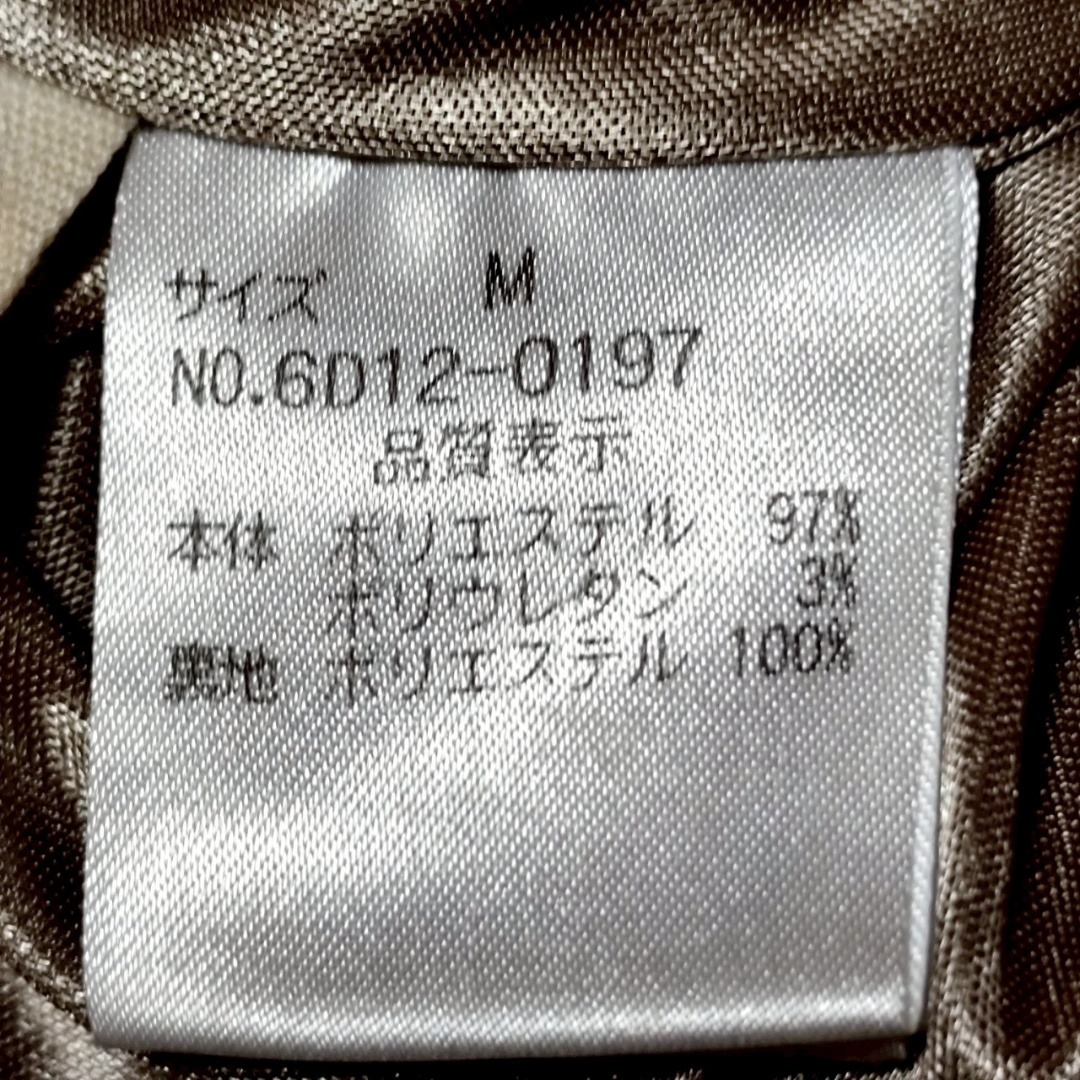 サイズ M
NO.6D12-0197
品質表示
本体 ポリエステル 97%
ポリウレタン 3%
裏地 ポリエステル 100%